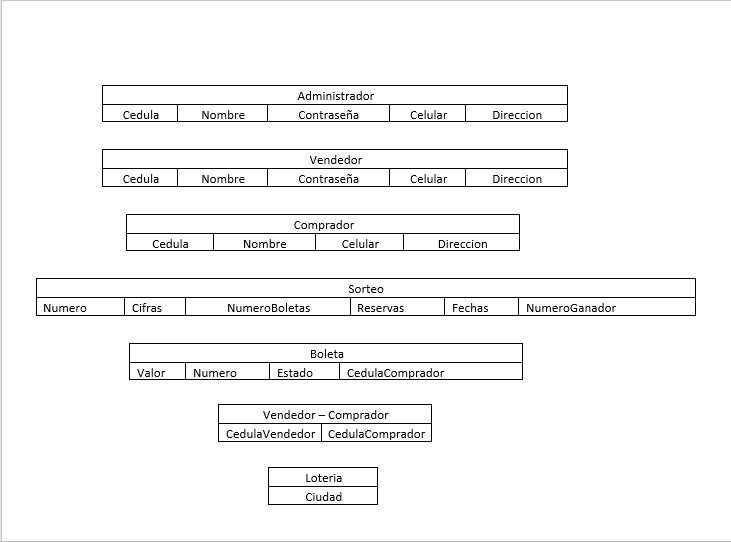 Administrador
Cedula Nombre Contraseña Celular Direccion
Vendedor
Cedula Nombre Contraseña Celular Direccion
Comprador
Cedula Nombre Celular Direccion
Sorteo
Numero Cifras NumeroBoletas Reservas Fechas NumeroGanador
Boleta
Valor Numero Estado CedulaComprador
Vendedor – Comprador
CedulaVendedor CedulaComprador
Loteria
Ciudad